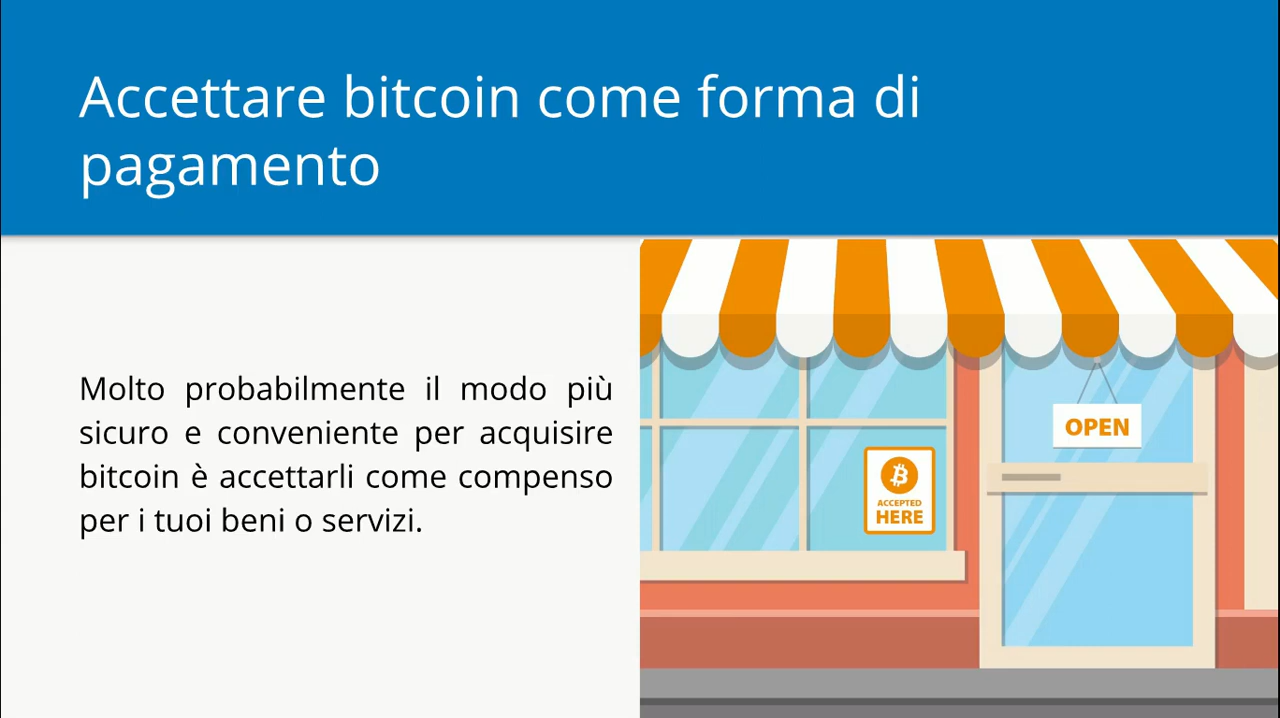 Accettare bitcoin come forma di
pagamento
Molto probabilmente il modo più
sicuro e conveniente per acquisire
bitcoin è accettarli come compenso
per i tuoi beni o servizi.
OPEN
ACCEPTED
HERE